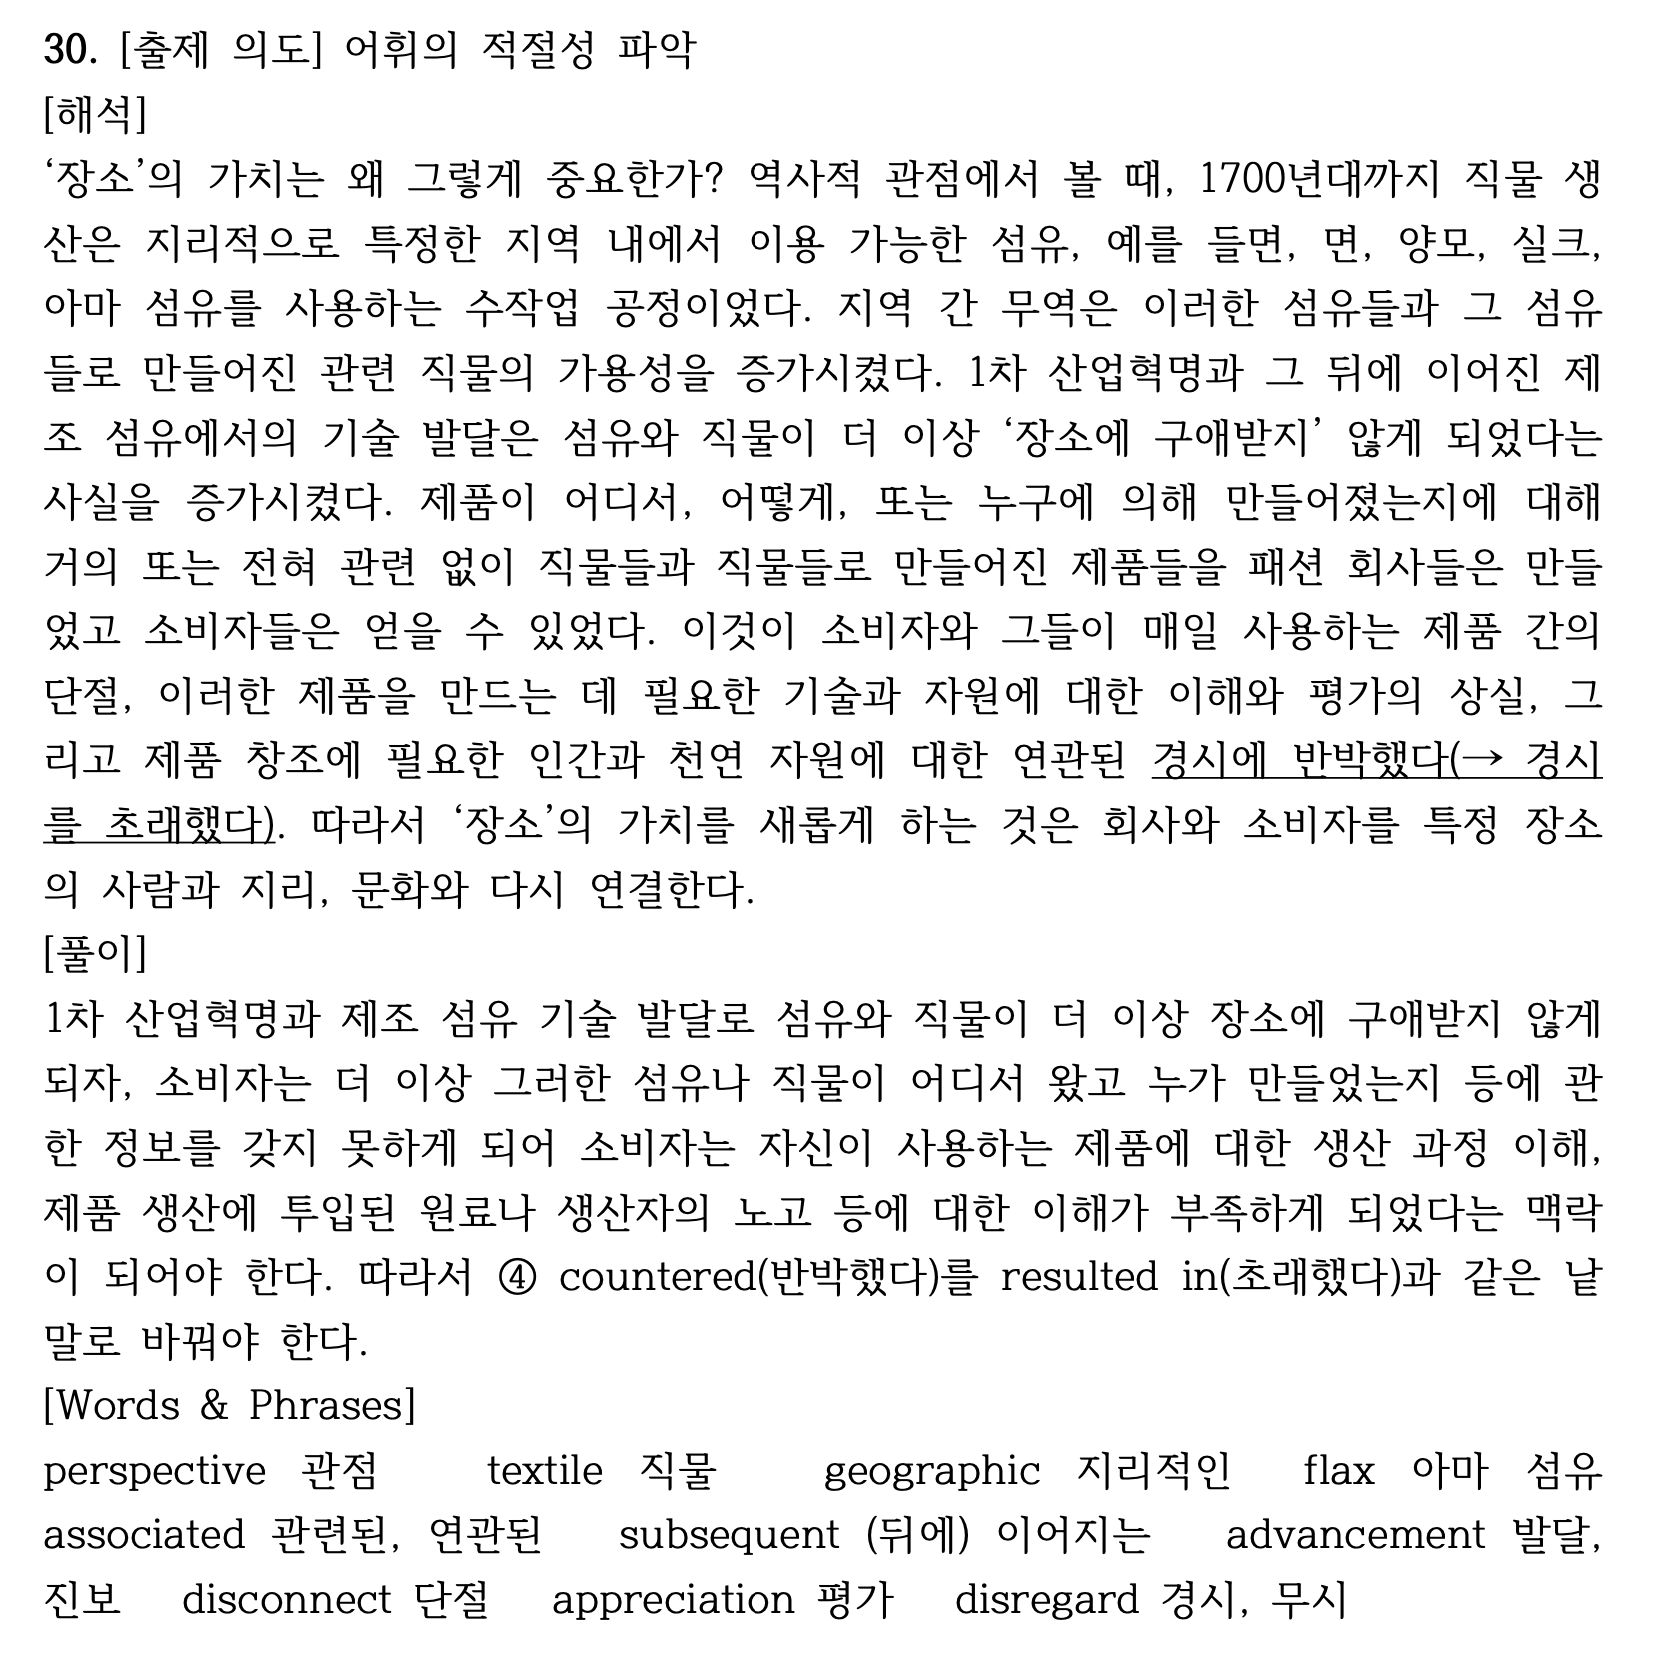 30. [출제 의도] 어휘의 적절성 파악
[해석]
‘장소’의 가치는 왜 그렇게 중요한가? 역사적 관점에서 볼 때, 1700년대까지 직물 생
산은 지리적으로 특정한 지역 내에서 이용 가능한 섬유, 예를 들면, 면, 양모, 실크,
아마 섬유를 사용하는 수작업 공정이었다. 지역 간 무역은 이러한 섬유들과 그 섬유
들로 만들어진 관련 직물의 가용성을 증가시켰다. 1차 산업혁명과 그 뒤에 이어진 제
조 섬유에서의 기술 발달은 섬유와 직물이 더 이상 ‘장소에 구애받지’ 않게 되었다는
사실을 증가시켰다. 제품이 어디서, 어떻게, 또는 누구에 의해 만들어졌는지에 대해
거의 또는 전혀 관련 없이 직물들과 직물들로 만들어진 제품들을 패션 회사들은 만들
었고 소비자들은 얻을 수 있었다. 이것이 소비자와 그들이 매일 사용하는 제품 간의
단절, 이러한 제품을 만드는 데 필요한 기술과 자원에 대한 이해와 평가의 상실, 그
리고 제품 창조에 필요한 인간과 천연 자원에 대한 연관된 경시에 반박했다(→ 경시
를 초래했다). 따라서 ‘장소’의 가치를 새롭게 하는 것은 회사와 소비자를 특정 장소
의 사람과 지리, 문화와 다시 연결한다.
[풀이]
1차 산업혁명과 제조 섬유 기술 발달로 섬유와 직물이 더 이상 장소에 구애받지 않게
되자, 소비자는 더 이상 그러한 섬유나 직물이 어디서 왔고 누가 만들었는지 등에 관
한 정보를 갖지 못하게 되어 소비자는 자신이 사용하는 제품에 대한 생산 과정 이해,
제품 생산에 투입된 원료나 생산자의 노고 등에 대한 이해가 부족하게 되었다는 맥락
이 되어야 한다. 따라서 ④ countered(반박했다)를 resulted in(초래했다)과 같은 낱
말로 바꿔야 한다.
[Words & Phrases]
perspective 관점 textile 직물 geographic 지리적인 flax 아마 섬유
associated 관련된, 연관된 subsequent (뒤에) 이어지는 advancement 발달,
진보 disconnect 단절 appreciation 평가 disregard 경시, 무시